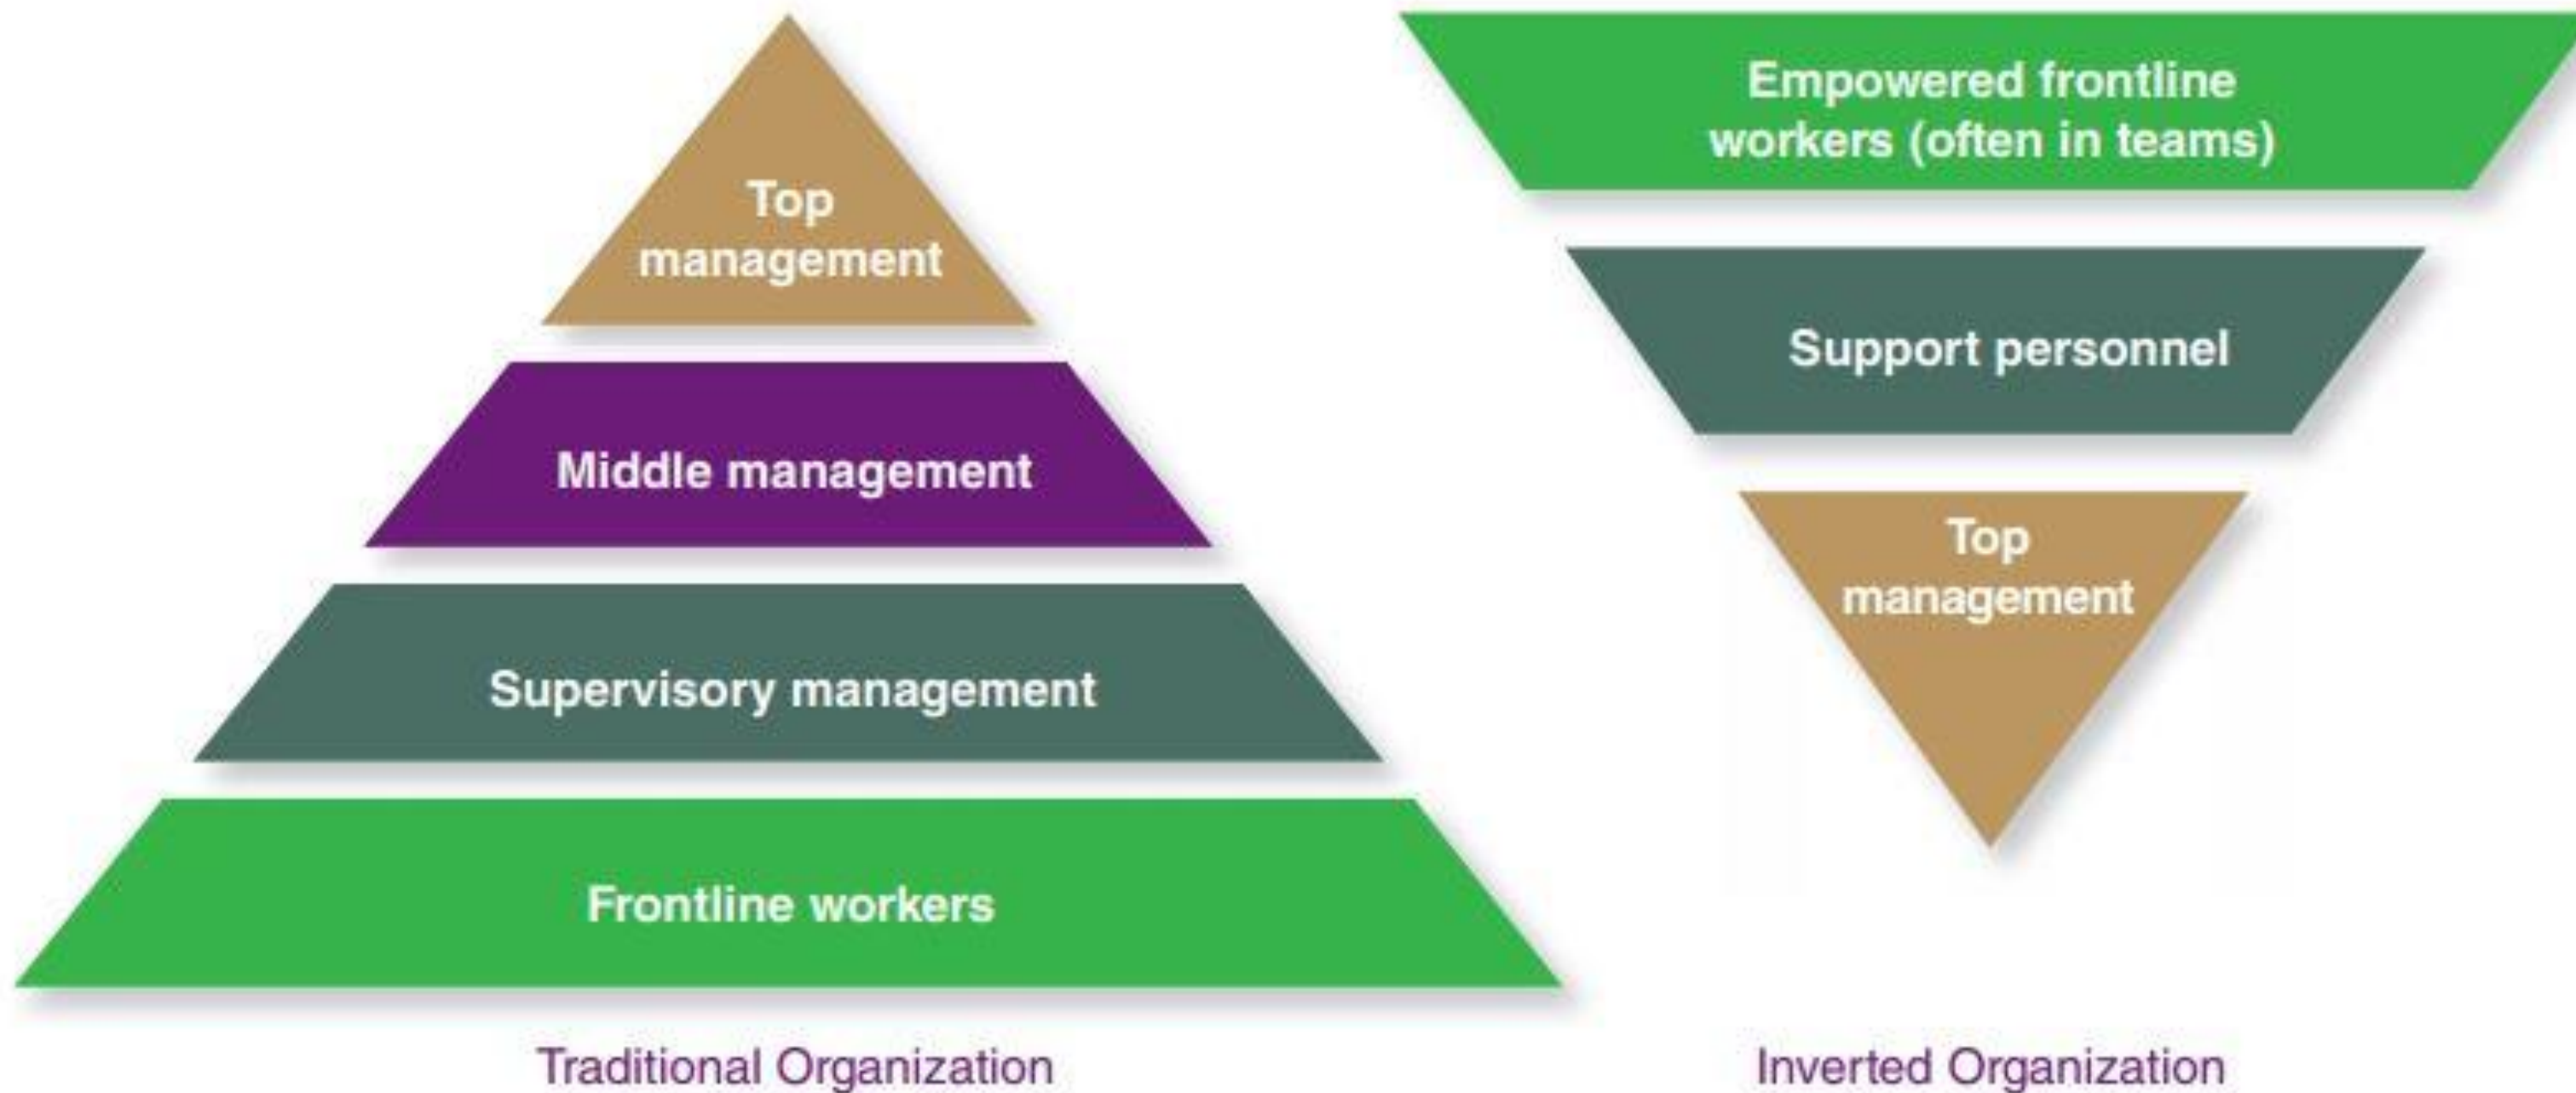 Top
management
Middle management
Supervisory management
Frontline workers
Traditional Organization
Empowered frontline
workers (often in teams)
Support personnel
Top
management
Inverted Organization